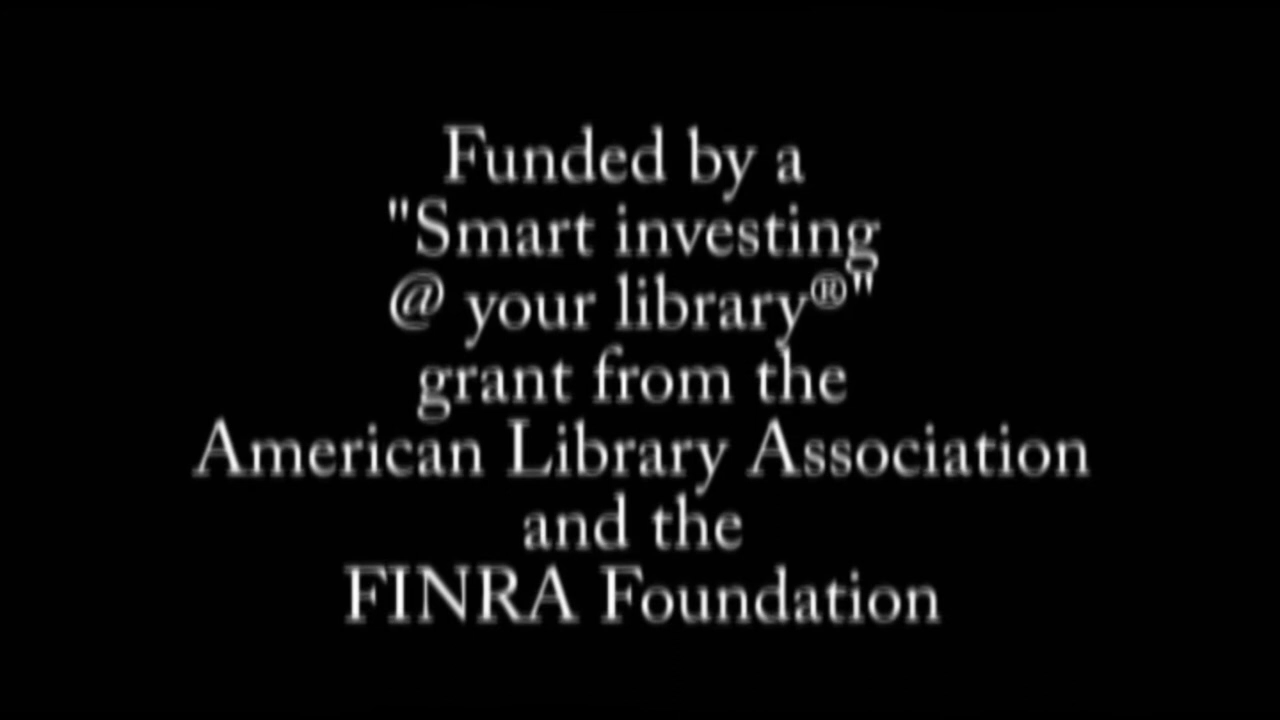 Funded by a
"Smart investing
@ your library®"
grant from the
American Library Association
and the
FINRA Foundation